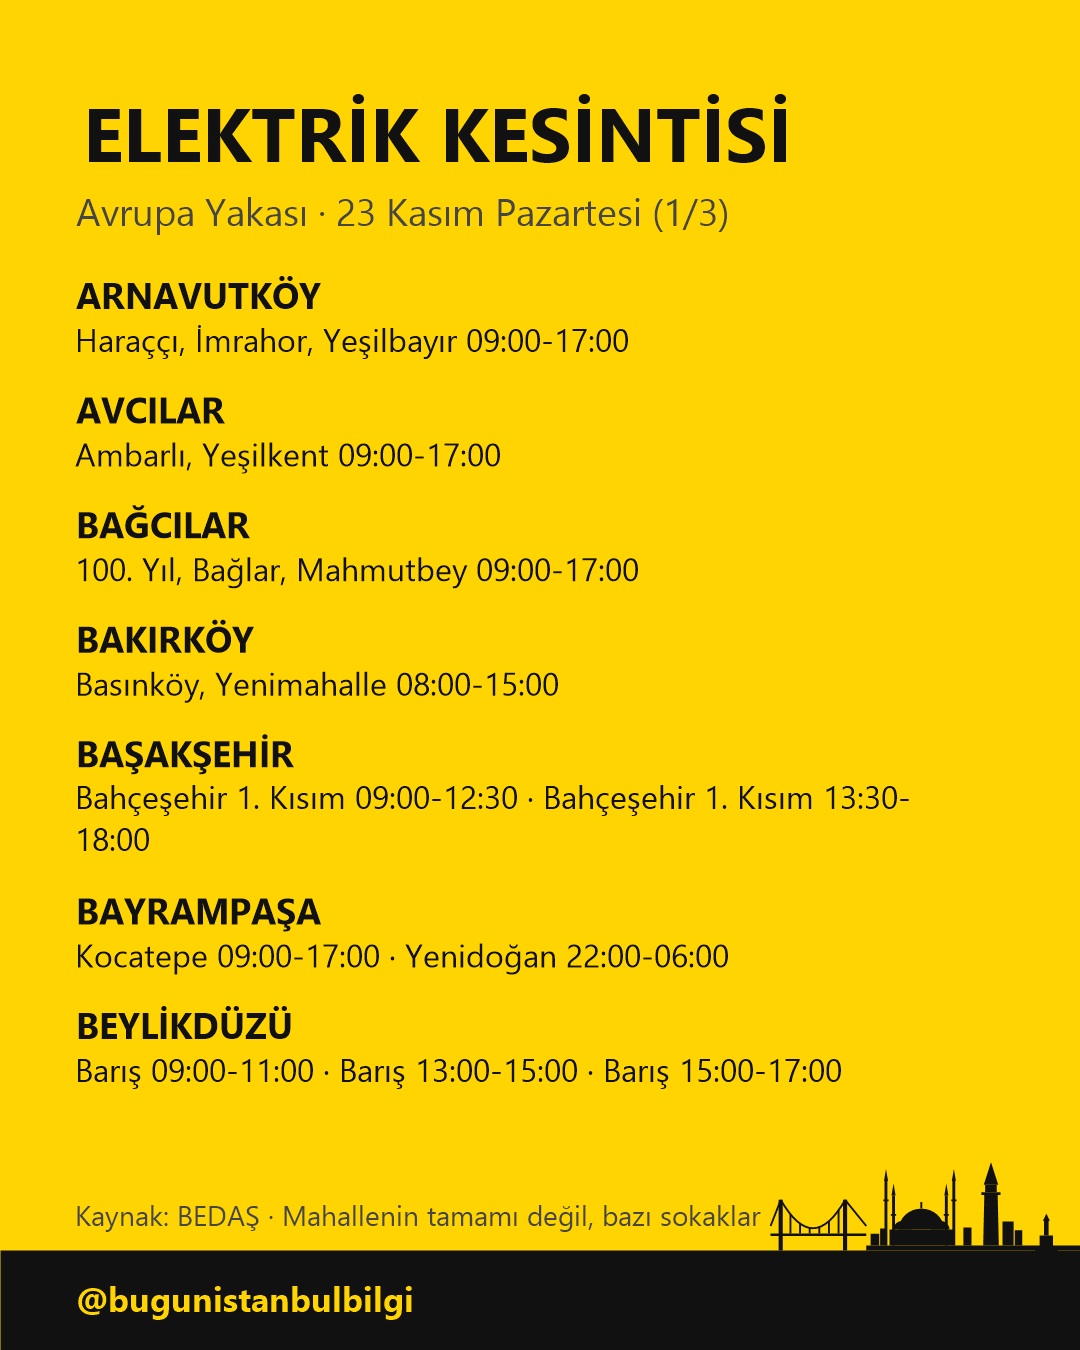 ELEKTRİK KESİNTİSİ
Avrupa Yakası · 23 Kasım Pazartesi (1/3)
ARNAVUTKÖY
Haraççı, İmrahor, Yeşilbayır 09:00-17:00
AVCILAR
Ambarlı, Yeşilkent 09:00-17:00
BAĞCILAR
100. Yıl, Bağlar, Mahmutbey 09:00-17:00
BAKIRKÖY
Basınköy, Yenimahalle 08:00-15:00
BAŞAKŞEHİR
Bahçeşehir 1. Kısım 09:00-12:30 · Bahçeşehir 1. Kısım 13:30-
18:00
BAYRAMPAŞA
Kocatepe 09:00-17:00 · Yenidoğan 22:00-06:00
BEYLİKDÜZÜ
Barış 09:00-11:00 · Barış 13:00-15:00 · Barış 15:00-17:00
Kaynak: BEDAŞ · Mahallenin tamamı değil, bazı sokaklar
@bugunistanbulbilgi